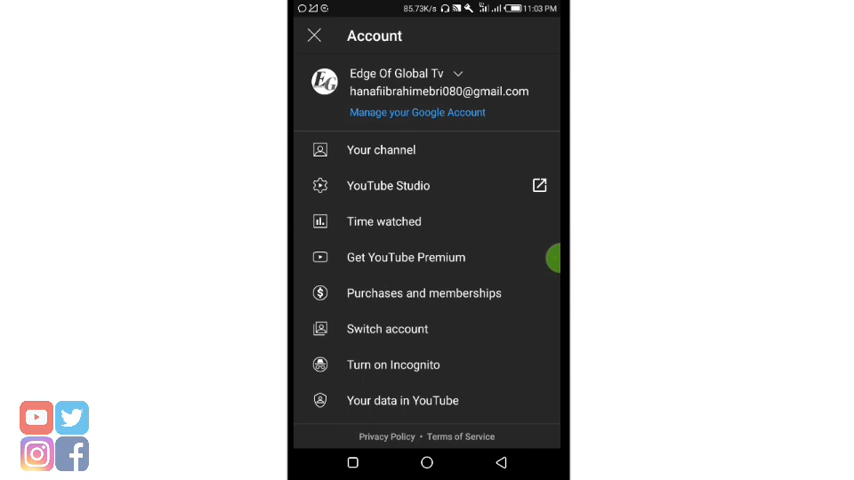 85.73K/s 11:03 PM
Account
EG
Edge Of Global Tv
hanafiibrahimebri080@gmail.com
Manage your Google Account
Your channel
YouTube Studio
Time watched
Get YouTube Premium
Purchases and memberships
Switch account
Turn on Incognito
Your data in YouTube
Privacy Policy • Terms of Service